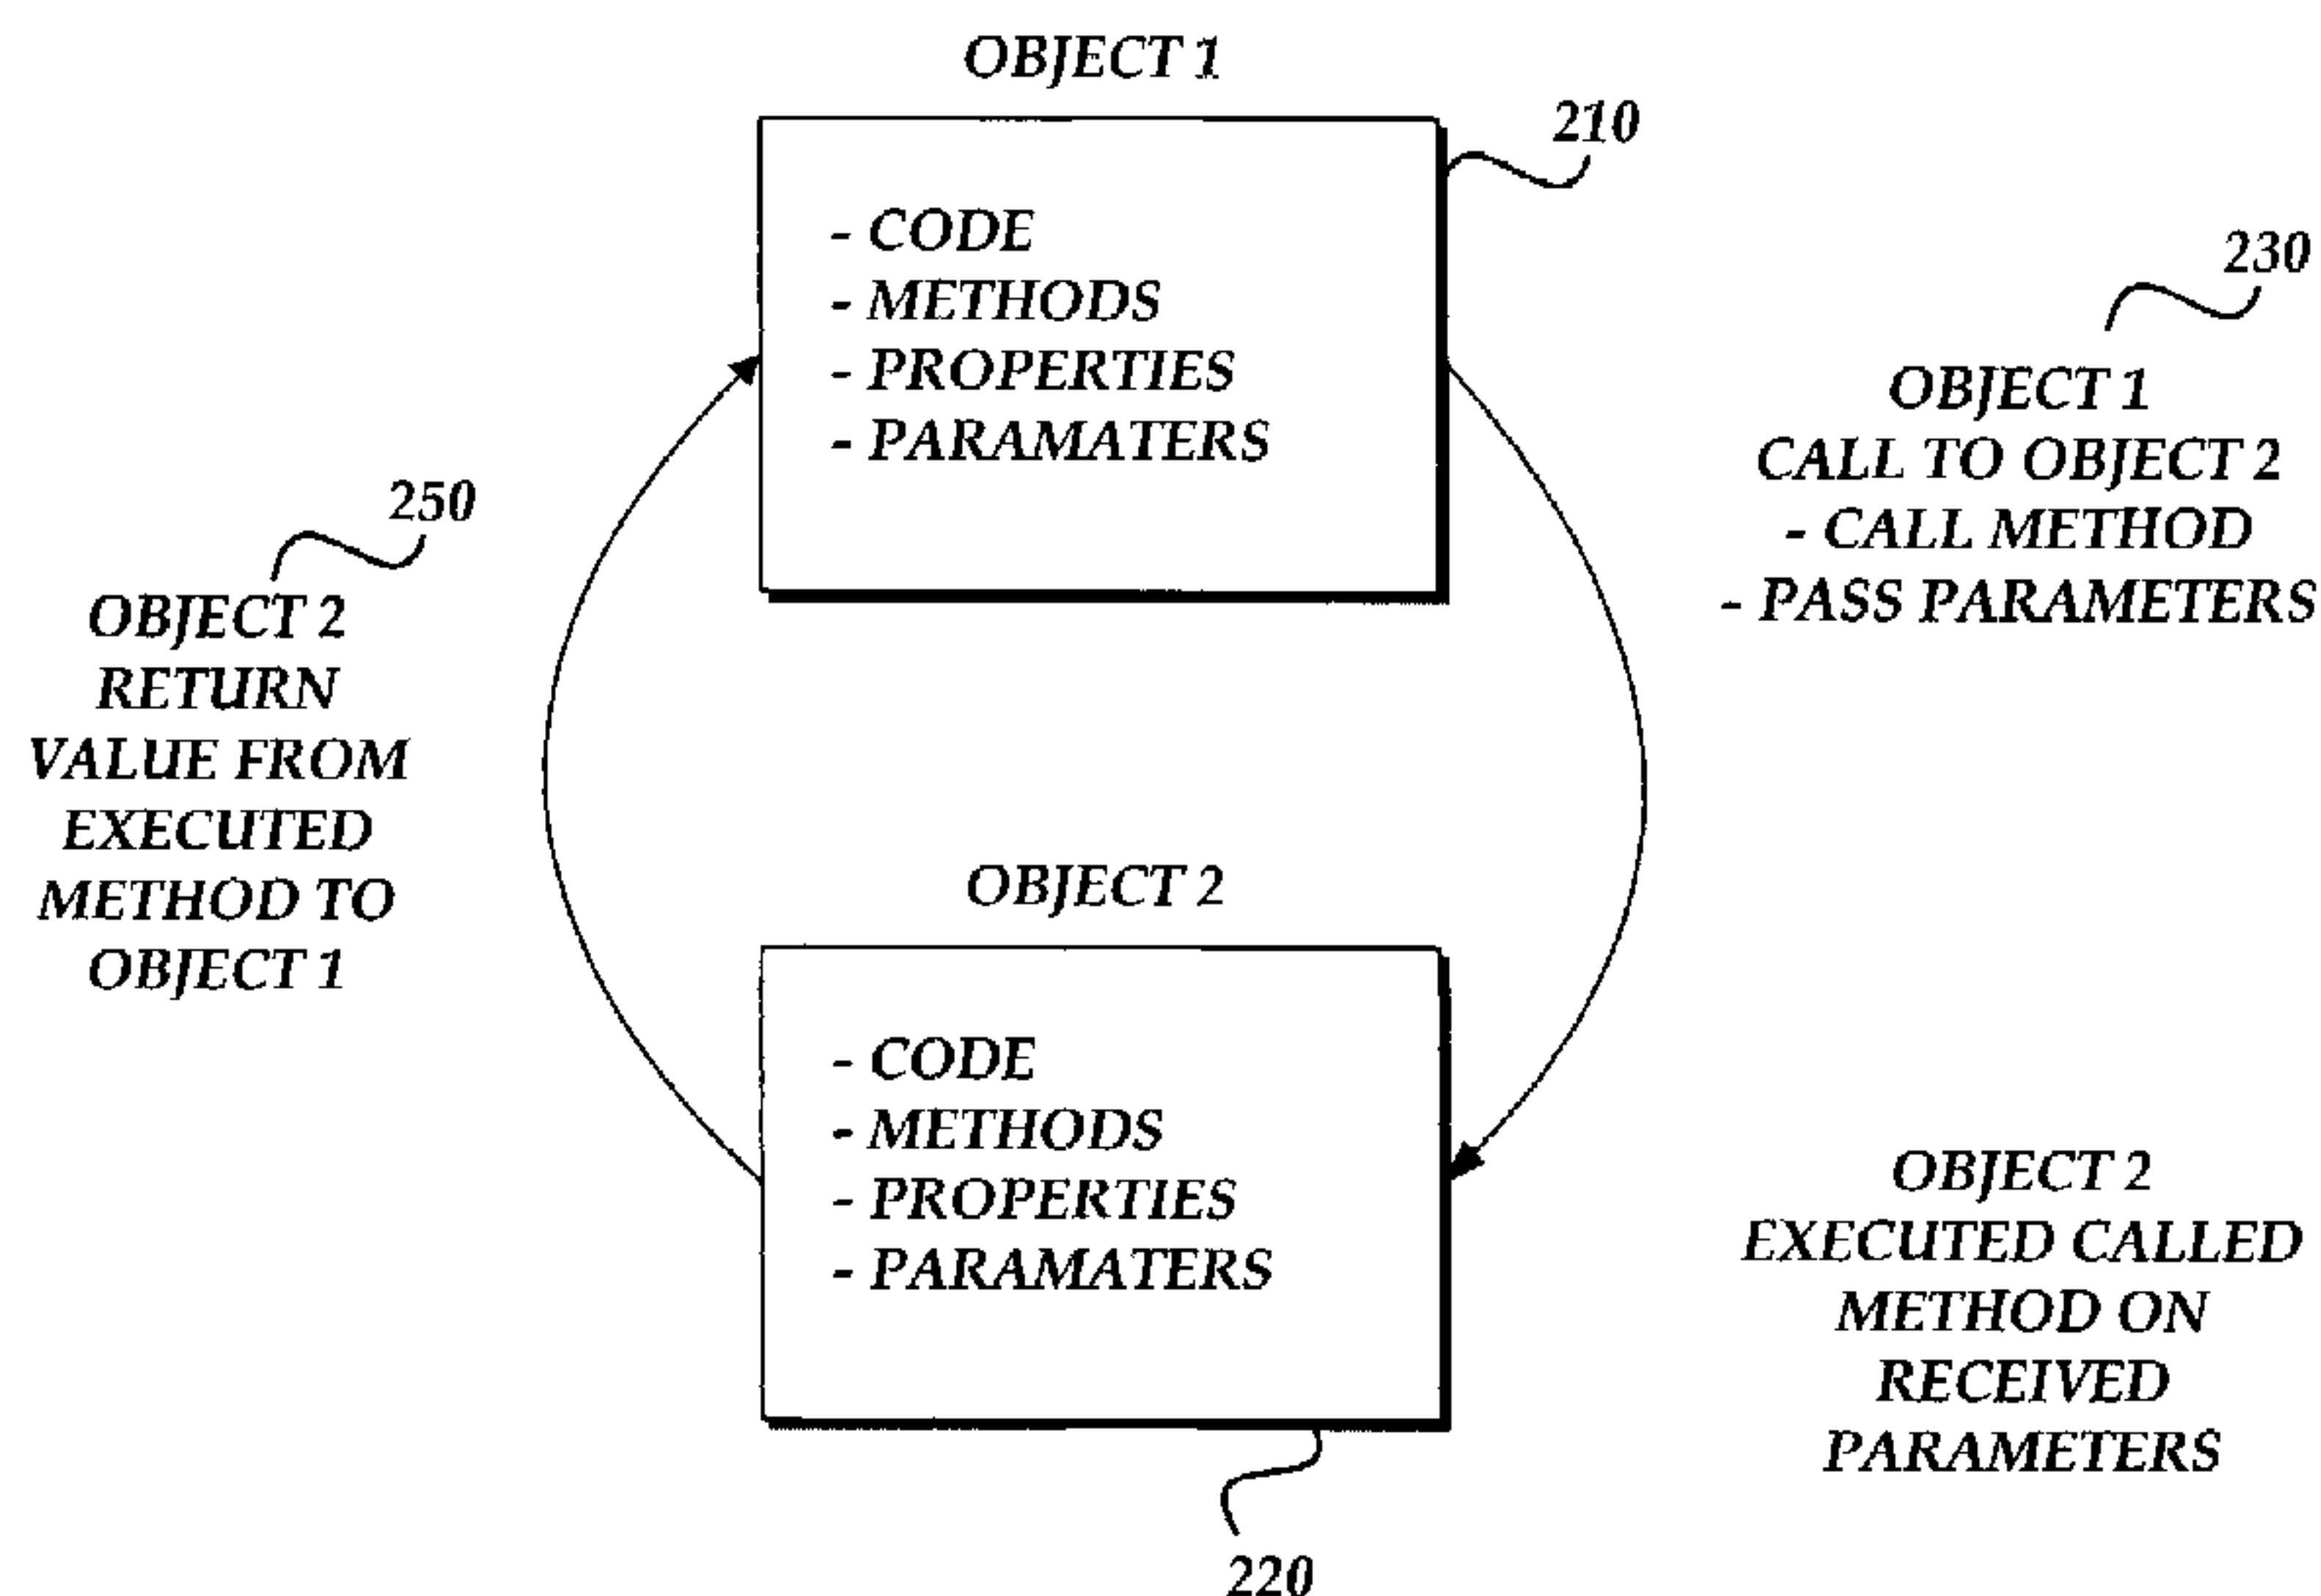 OBJECT 1
210
- CODE
- METHODS
- PROPERTIES
- PARAMATERS
230
OBJECT 1
CALL TO OBJECT 2
- CALL METHOD
- PASS PARAMETERS
250
OBJECT 2
RETURN
VALUE FROM
EXECUTED
METHOD TO
OBJECT 1
OBJECT 2
- CODE
- METHODS
- PROPERTIES
- PARAMATERS
OBJECT 2
EXECUTED CALLED
METHOD ON
RECEIVED
PARAMETERS
220